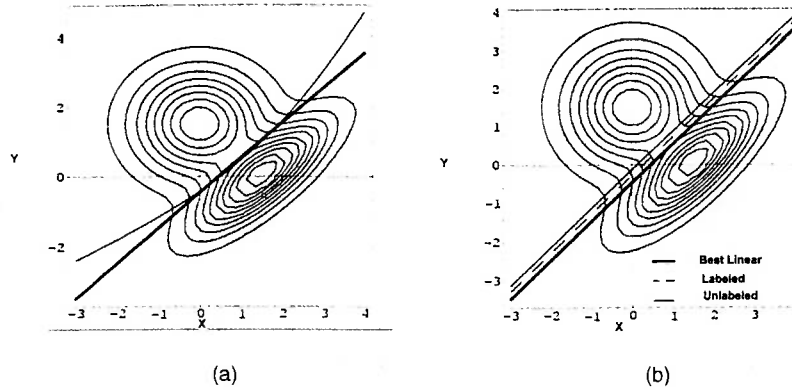 4
2
0
-2
Y
-3 -2 -1 0 1 2 3 4
X
(a)
4
3
2
1
0
-1
-2
-3
Y
-3 -2 -1 0 1 2 3
X
Best Linear
Labeled
Unlabeled
(b)